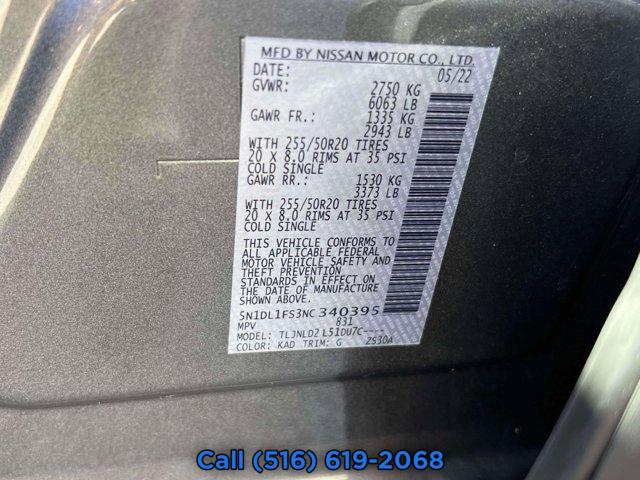 MFD BY NISSAN MOTOR CO., LTD.
DATE: 05/22
GVWR: 2750 KG
6063 LB
GAWR FR.: 1335 KG
2943 LB
WITH 255/50R20 TIRES
20 X 8.0 RIMS AT 35 PSI
COLD SINGLE
GAWR RR.: 1530 KG
3373 LB
WITH 255/50R20 TIRES
20 X 8.0 RIMS AT 35 PSI
COLD SINGLE
THIS VEHICLE CONFORMS TO
ALL APPLICABLE FEDERAL
MOTOR VEHICLE SAFETY AND
THEFT PREVENTION
STANDARDS IN EFFECT ON
THE DATE OF MANUFACTURE
SHOWN ABOVE.
5N1DL1FS3NC340395
MPV 831
MODEL: TLJNLD2 L51DU7C----
COLOR: KAD TRIM: G ZS30A
Call (516) 619-2068